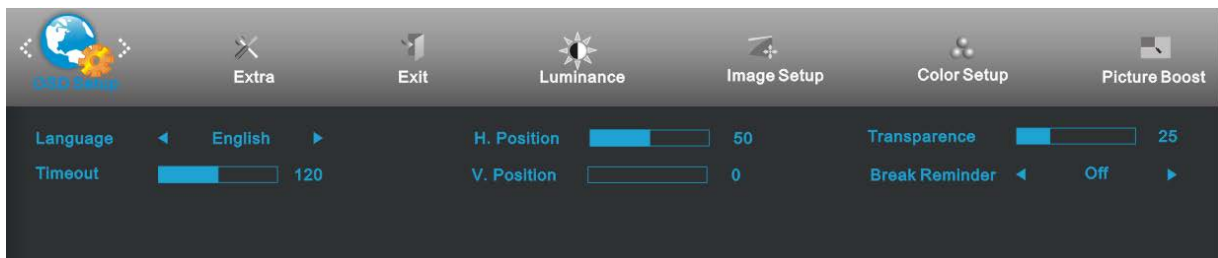 OSD Setup
Extra
Exit
Luminance
Image Setup
Color Setup
Picture Boost
Language English H. Position 50 Transparence 25
Timeout 120 V. Position 0 Break Reminder Off